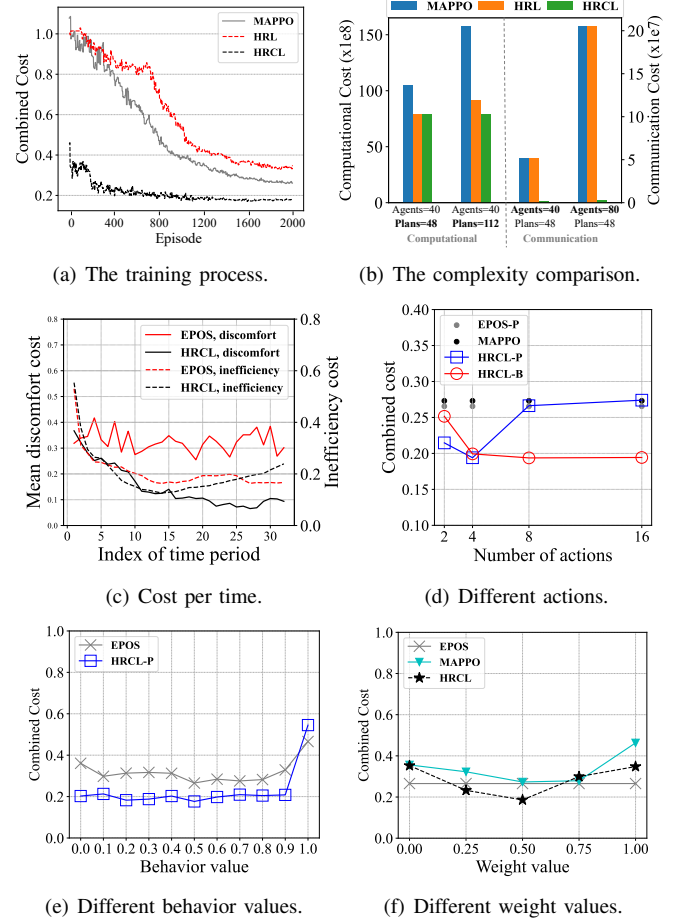 MAPPO
HRL
HRCL
Combined Cost
1.0
0.8
0.6
0.4
0.2
0
400
800
1200
1600
2000
Episode
(a) The training process.
MAPPO HRL HRCL
Computational Cost (x1e8)
150
100
50
0
Communication Cost (x1e7)
20
15
10
5
0
Agents=40 Agents=40 Agents=40 Agents=80
Plans=48 Plans=112 Plans=48 Plans=48
Computational Communication
(b) The complexity comparison.
EPOS, discomfort
HRCL, discomfort
EPOS, inefficiency
HRCL, inefficiency
Mean discomfort cost
0.8
0.7
0.6
0.5
0.4
0.3
0.2
0.1
0.0
Inefficiency cost
0.8
0.6
0.4
0.2
0.0
0 5 10 15 20 25 30
Index of time period
(c) Cost per time.
EPOS-P
MAPPO
HRCL-P
HRCL-B
Combined cost
0.40
0.35
0.30
0.25
0.20
0.15
0.10
2 4 8 16
Number of actions
(d) Different actions.
EPOS
HRCL-P
Combined Cost
1.0
0.8
0.6
0.4
0.2
0.0
0.0 0.1 0.2 0.3 0.4 0.5 0.6 0.7 0.8 0.9 1.0
Behavior value
(e) Different behavior values.
EPOS
MAPPO
HRCL
Combined Cost
1.0
0.8
0.6
0.4
0.2
0.0
0.00 0.25 0.50 0.75 1.00
Weight value
(f) Different weight values.